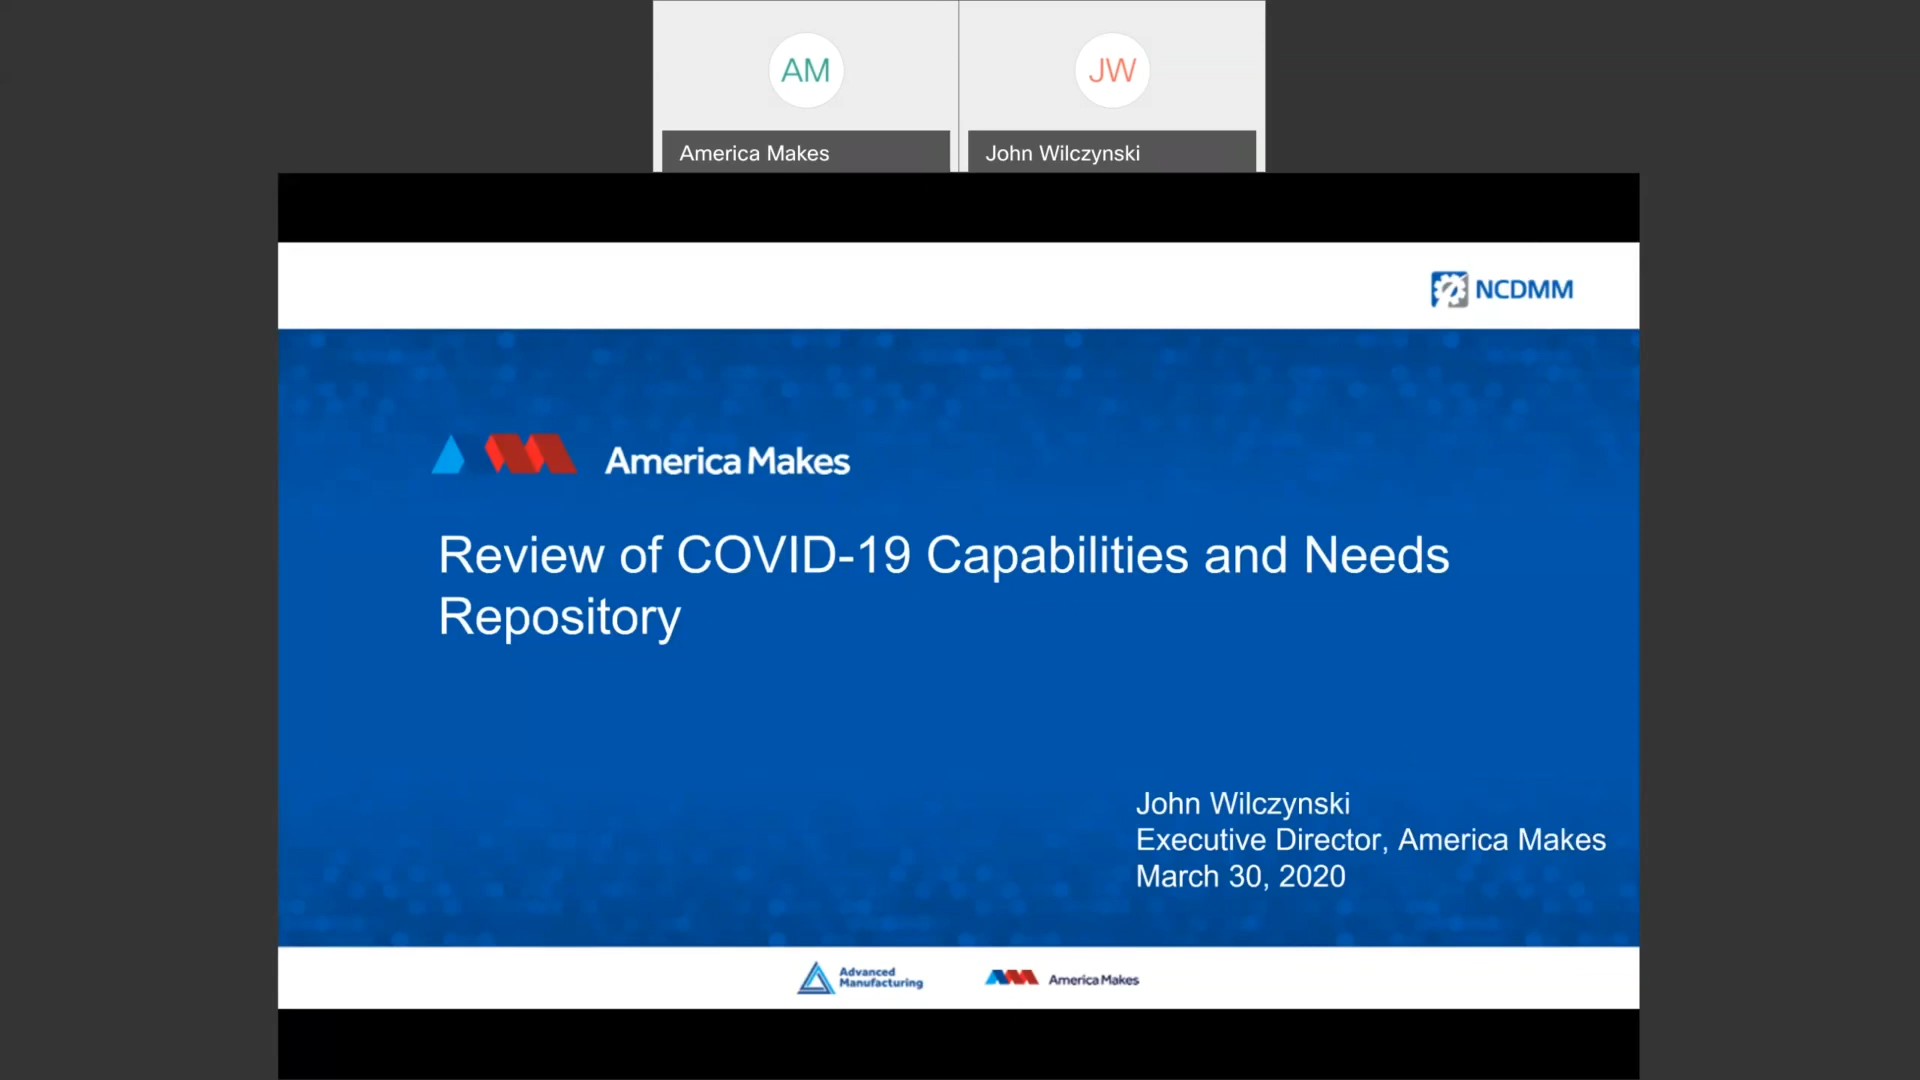 AM
JW
America Makes
John Wilczynski
NCDMM
America Makes
Review of COVID-19 Capabilities and Needs
Repository
John Wilczynski
Executive Director, America Makes
March 30, 2020
Advanced
Manufacturing
America Makes